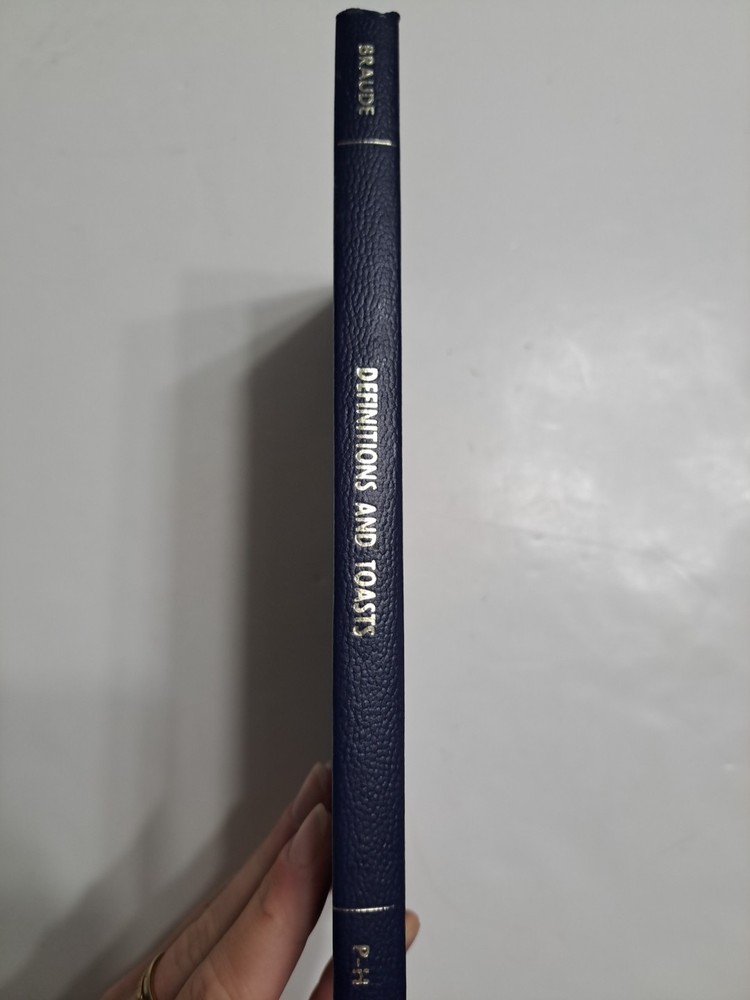 BRAUDE
DEFINITIONS AND TOASTS
P-H